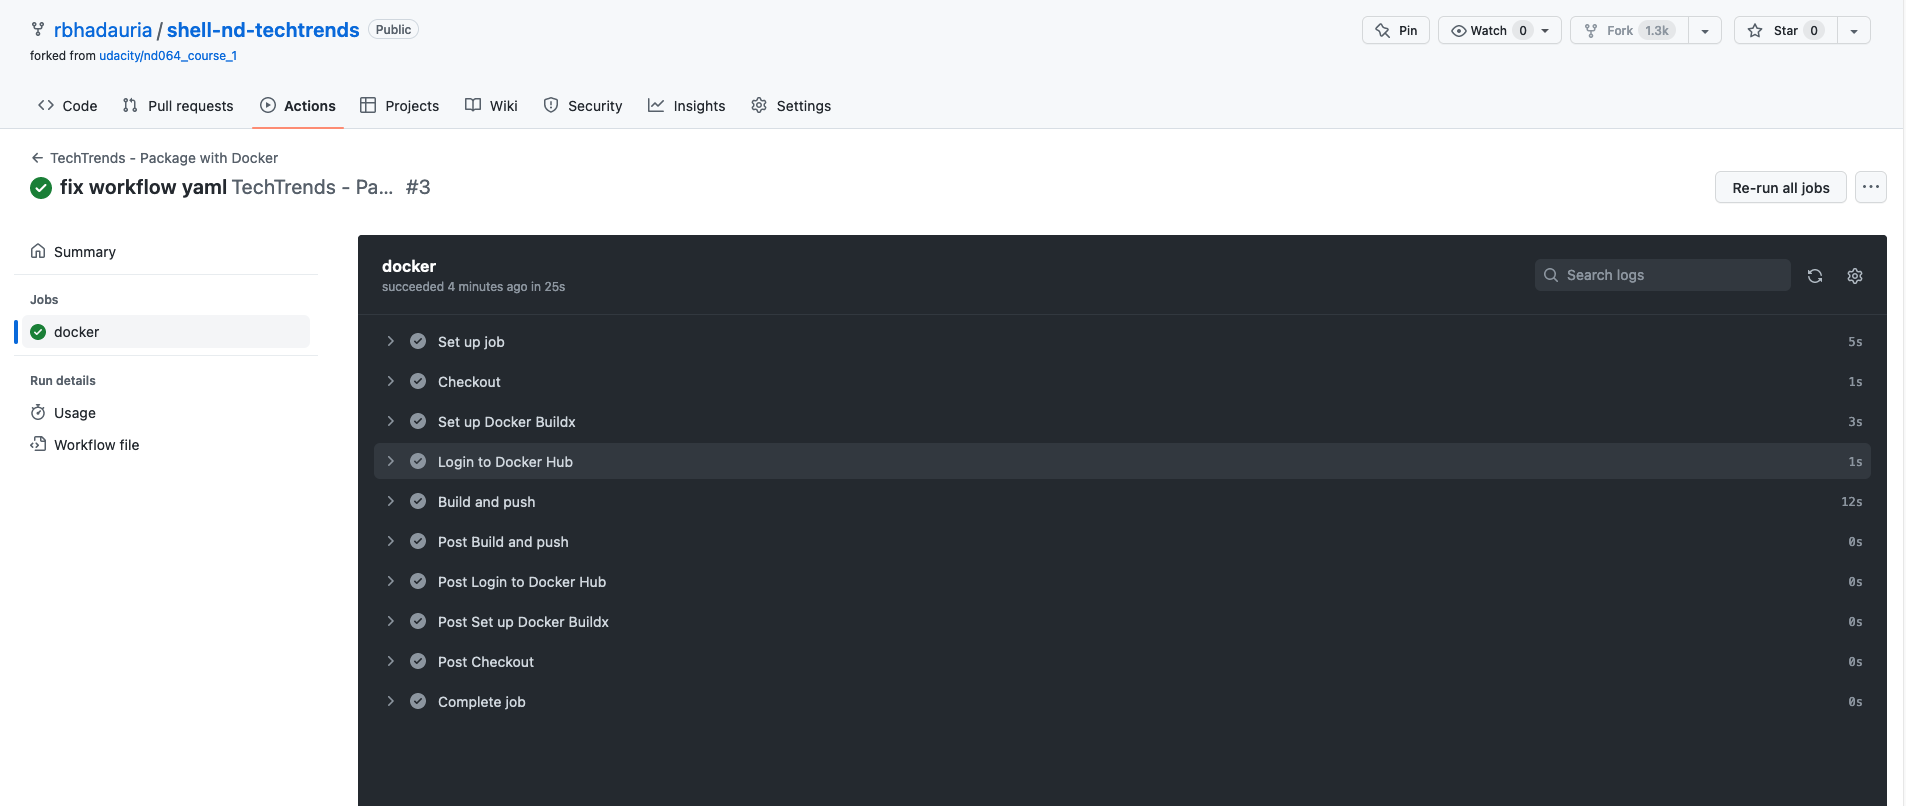 rbhadauria / shell-nd-techtrends Public
Pin Watch 0 Fork 1.3k Star 0
forked from udacity/nd064_course_1
Code Pull requests Actions Projects Wiki Security Insights Settings
TechTrends - Package with Docker
fix workflow yaml TechTrends - Pa... #3
Re-run all jobs
Summary
Jobs
docker
Run details
Usage
Workflow file
docker
succeeded 4 minutes ago in 25s
Search logs
Set up job 5s
Checkout 1s
Set up Docker Buildx 3s
Login to Docker Hub 1s
Build and push 12s
Post Build and push 0s
Post Login to Docker Hub 0s
Post Set up Docker Buildx 0s
Post Checkout 0s
Complete job 0s